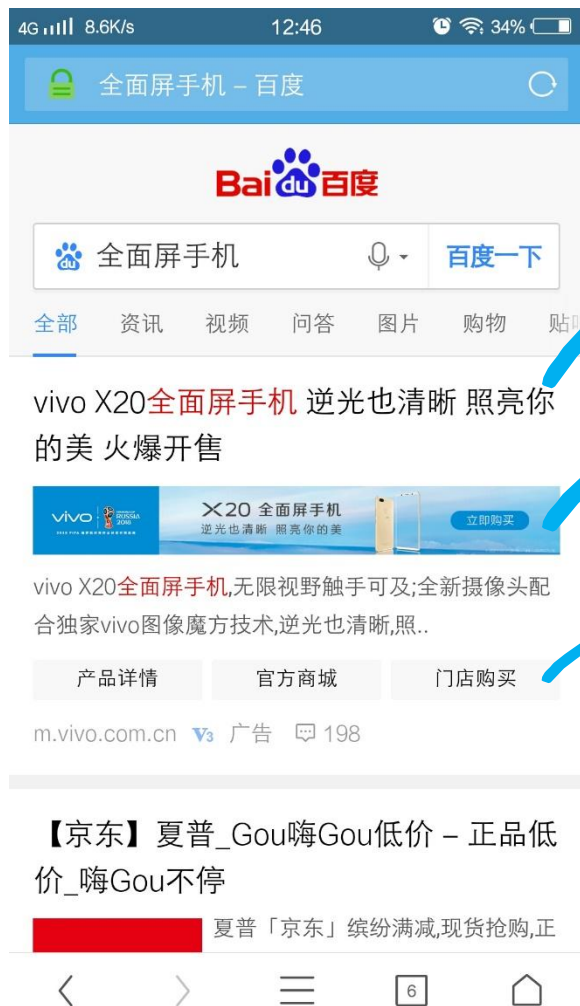 4G 8.6K/s 12:46 34%
全面屏手机 – 百度
Bai du 百度
du 全面屏手机 百度一下
全部 资讯 视频 问答 图片 购物
vivo X20全面屏手机 逆光也清晰 照亮你
的美 火爆开售
vivo RUSSIA 2018
X20 全面屏手机
逆光也清晰 照亮你的美
立即购买
vivo X20全面屏手机,无限视野触手可及;全新摄像头配
合独家vivo图像魔方技术,逆光也清晰,照..
产品详情 官方商城 门店购买
m.vivo.com.cn V3 广告 198
【京东】夏普_Gou嗨Gou低价 – 正品低
价_嗨Gou不停
夏普「京东」缤纷满减,现货抢购,正
6